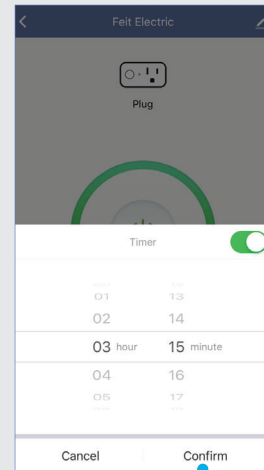 Feit Electric
Plug
Timer
01 13
02 14
03 hour 15 minute
04 16
05 17
Cancel Confirm